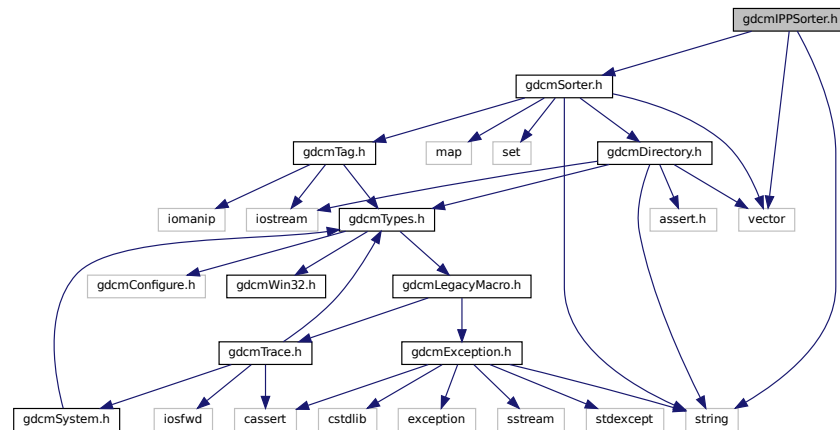 gdcmIPPSorter.h
gdcmSorter.h
gdcmTag.h
map
set
gdcmDirectory.h
iomanip
iostream
gdcmTypes.h
assert.h
vector
gdcmConfigure.h
gdcmWin32.h
gdcmLegacyMacro.h
gdcmTrace.h
gdcmException.h
gdcmSystem.h
iosfwd
cassert
cstdlib
exception
sstream
stdexcept
string